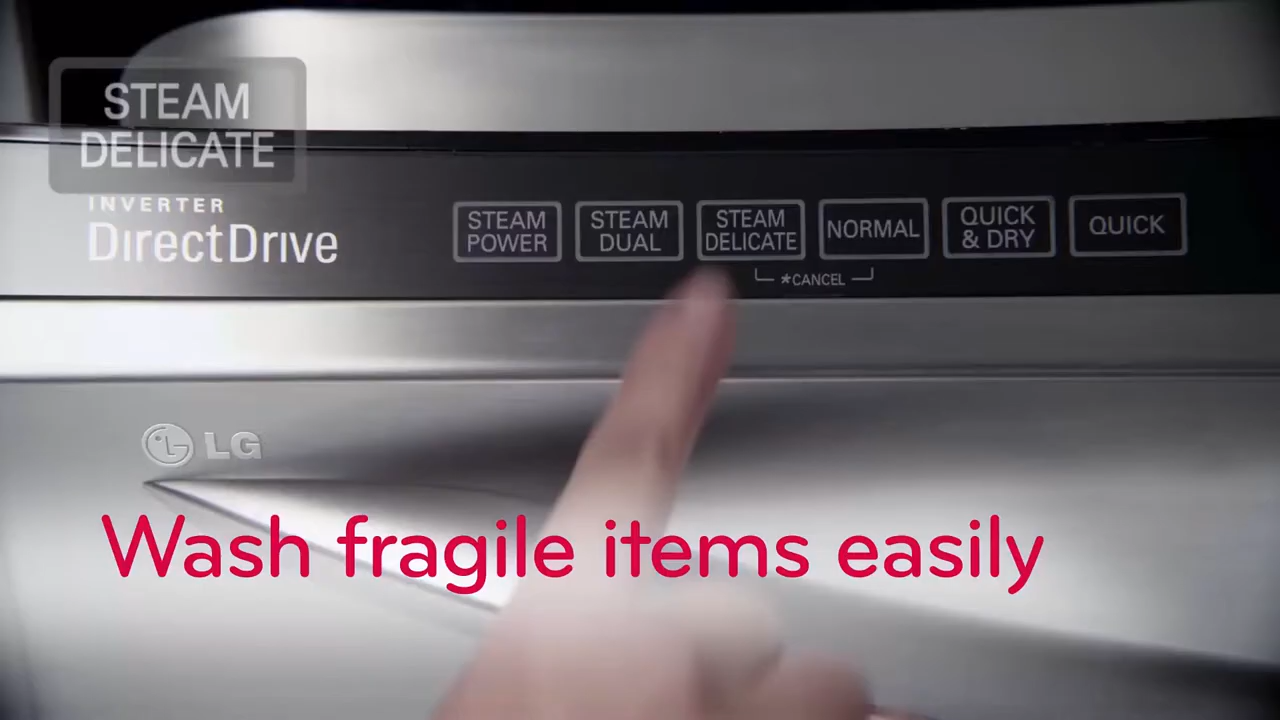 STEAM
DELICATE
INVERTER
DirectDrive
STEAM
POWER
STEAM
DUAL
STEAM
DELICATE
NORMAL
QUICK
& DRY
QUICK
*CANCEL
LG
Wash fragile items easily